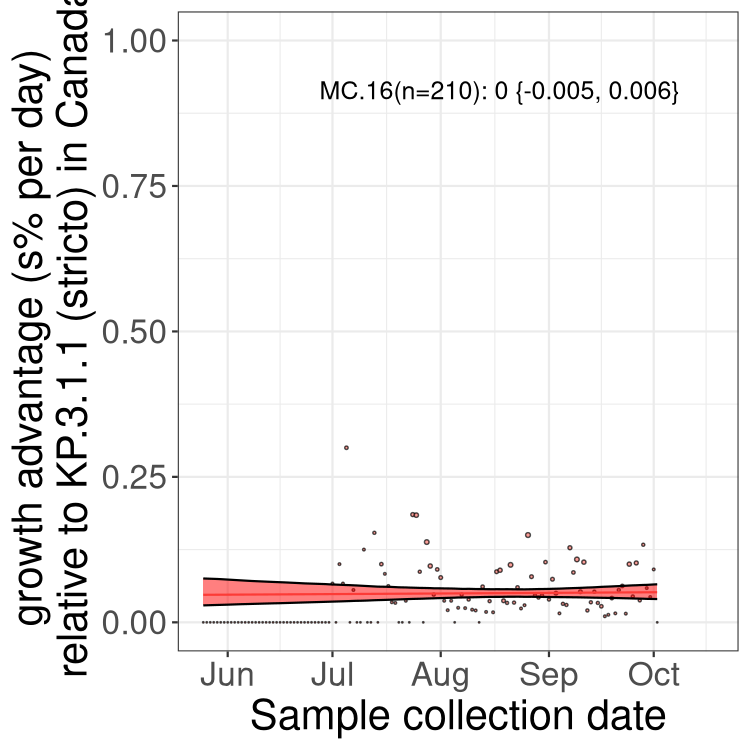 growth advantage (s% per day)
relative to KP.3.1.1 (stricto) in Canada
1.00
0.75
0.50
0.25
0.00
MC.16(n=210): 0 {-0.005, 0.006}
Jun Jul Aug Sep Oct
Sample collection date